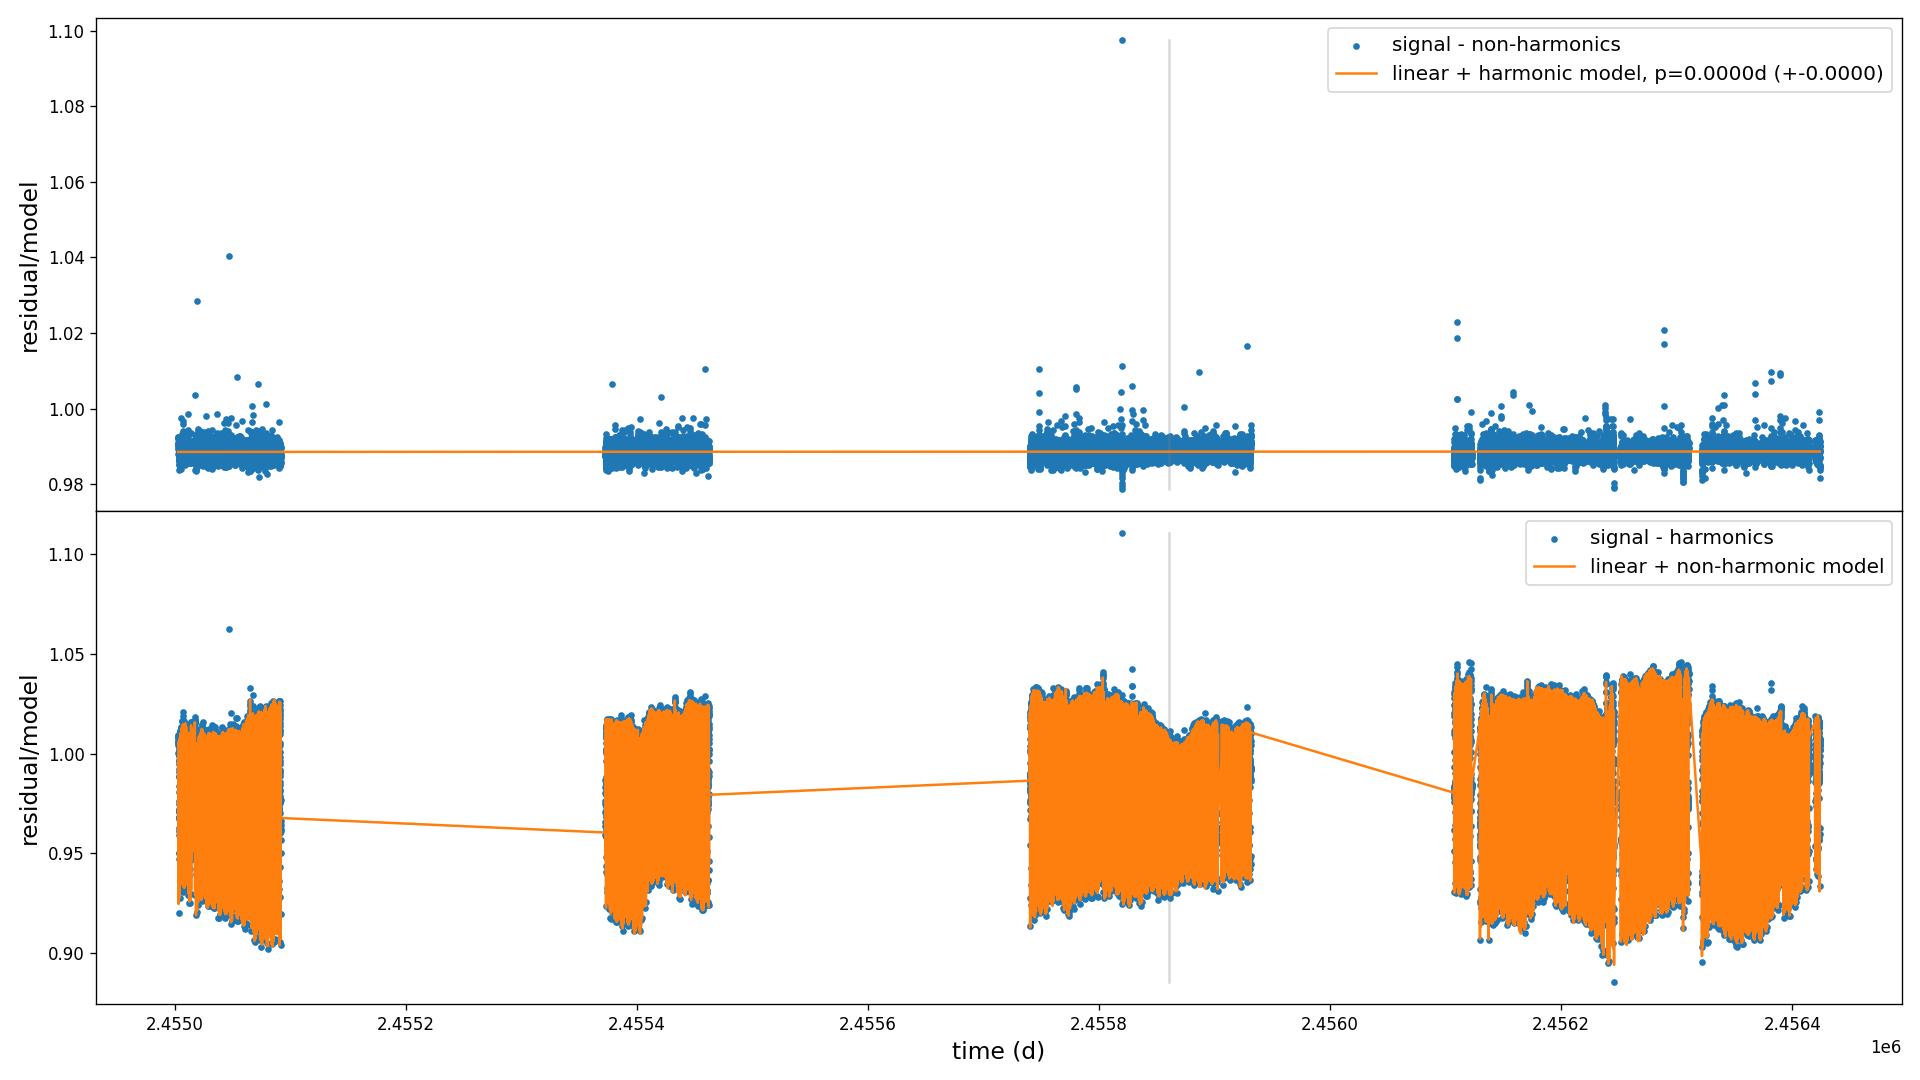 1.10
1.08
1.06
1.04
1.02
1.00
0.98
residual/model
signal - non-harmonics
linear + harmonic model, p=0.0000d (+-0.0000)
1.10
1.05
1.00
0.95
0.90
residual/model
signal - harmonics
linear + non-harmonic model
2.4550 2.4552 2.4554 2.4556 2.4558 2.4560 2.4562 2.4564
1e6
time (d)